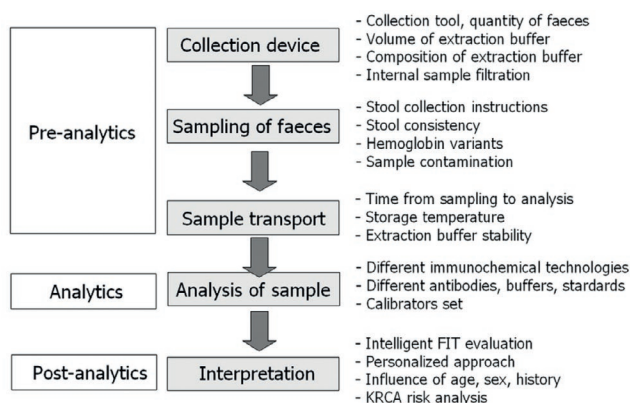 Collection device
- Collection tool, quantity of faeces
- Volume of extraction buffer
- Composition of extraction buffer
- Internal sample filtration
Pre-analytics
Sampling of faeces
- Stool collection instructions
- Stool consistency
- Hemoglobin variants
- Sample contamination
Sample transport
- Time from sampling to analysis
- Storage temperature
- Extraction buffer stability
Analytics
Analysis of sample
- Different immunochemical technologies
- Different antibodies, buffers, stardards
- Calibrators set
Post-analytics
Interpretation
- Intelligent FIT evaluation
- Personalized approach
- Influence of age, sex, history
- KRCA risk analysis